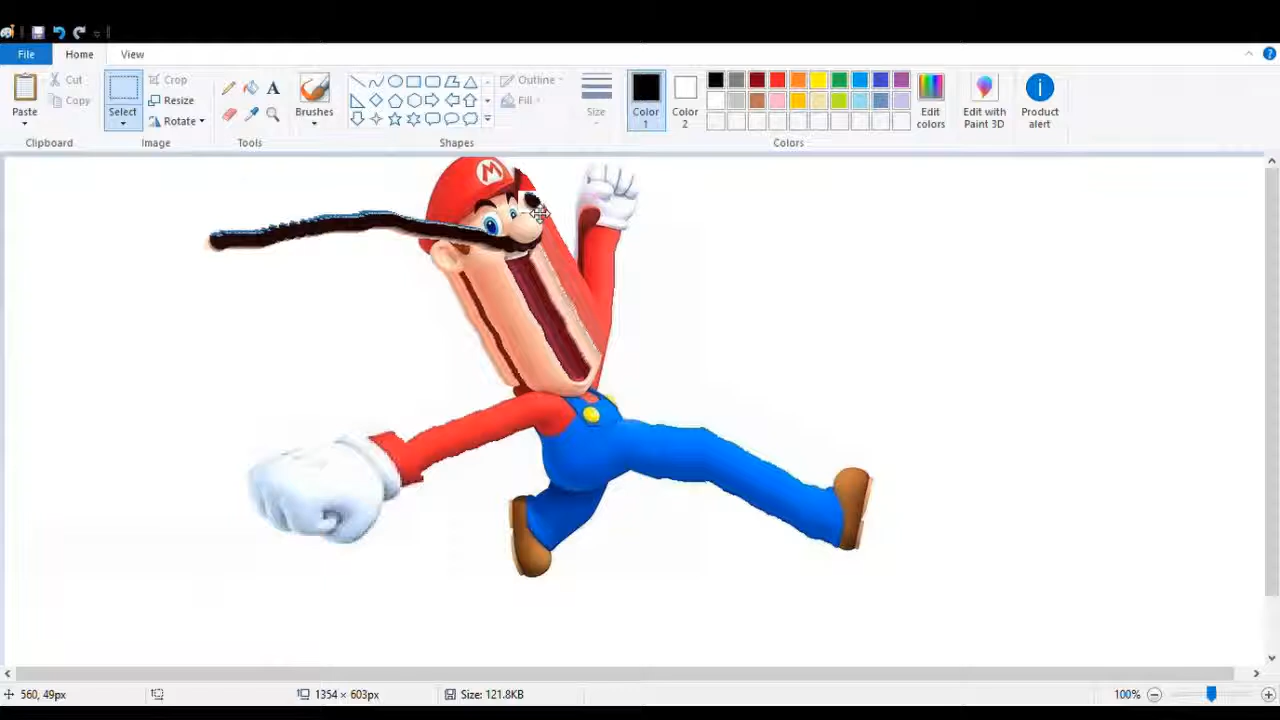 File Home View
Paste Cut Copy Select Crop Resize Rotate A Brushes Outline Fill Size Color 1 Color 2 Edit colors Edit with Paint 3D Product alert
Clipboard Image Tools Shapes Colors
M
560, 49px 1354 × 603px Size: 121.8KB 100%